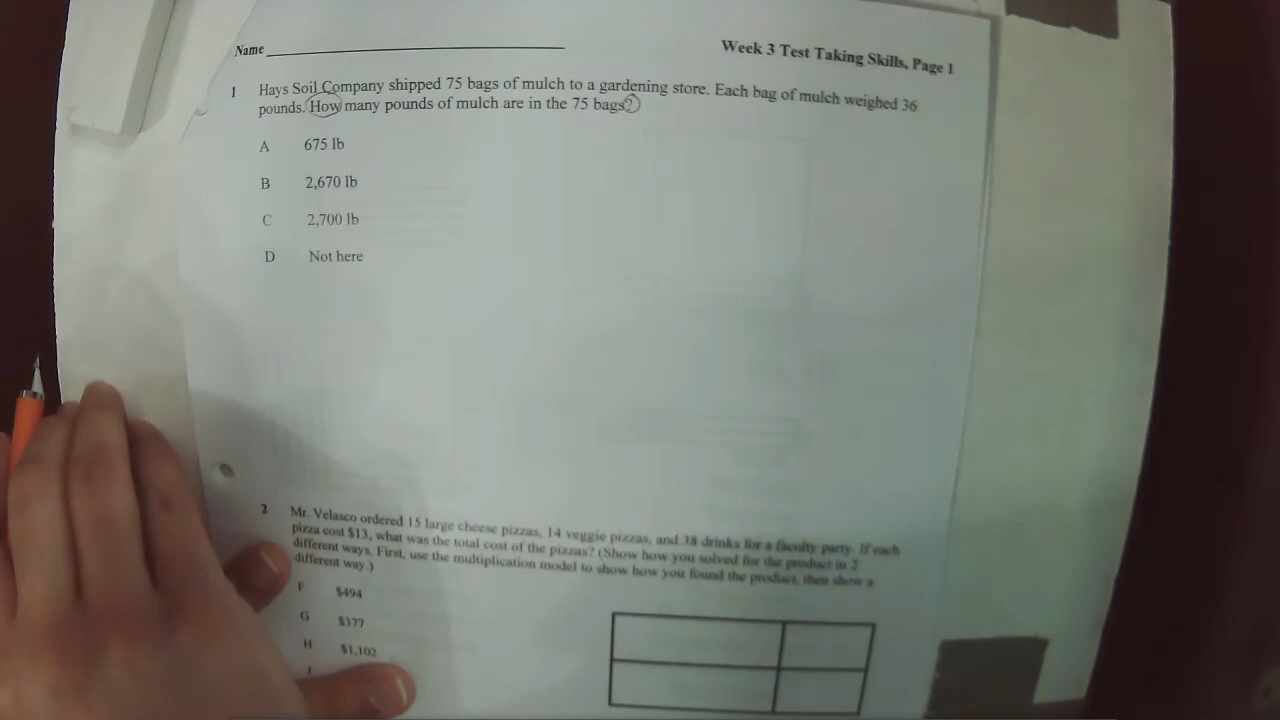 Name
Week 3 Test Taking Skills, Page 1
1 Hays Soil Company shipped 75 bags of mulch to a gardening store. Each bag of mulch weighed 36
pounds. How many pounds of mulch are in the 75 bags?
A 675 lb
B 2,670 lb
C 2,700 lb
D Not here
2 Mr. Velasco ordered 15 large cheese pizzas, 14 veggie pizzas, and 38 drinks for a faculty party. If each
pizza cost $13, what was the total cost of the pizzas? (Show how you solved for the product in 2
different ways. First, use the multiplication model to show how you found the product, then show a
different way.)
F $494
G $377
H $1,102